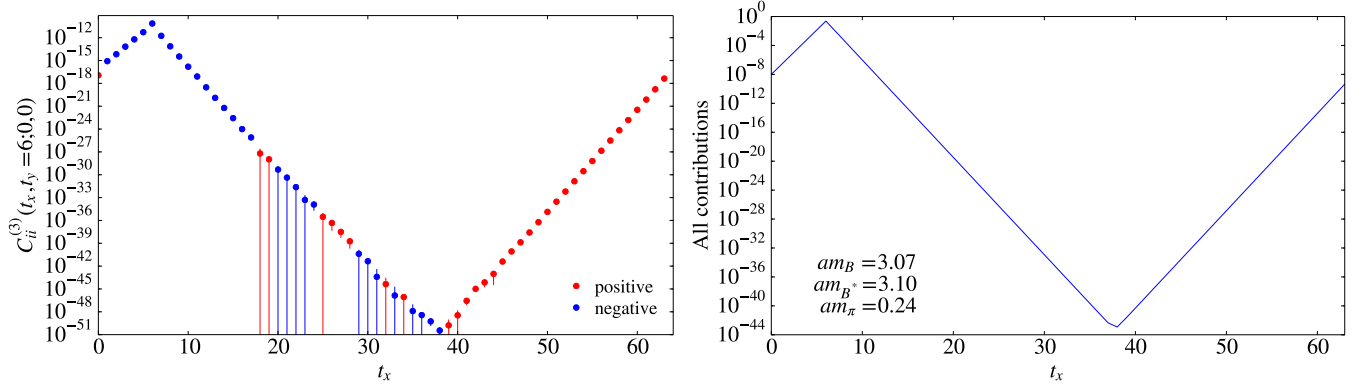 C_{ii}^{(3)}(t_x,t_y=6;0,0)
10^{-12}
10^{-15}
10^{-18}
10^{-21}
10^{-24}
10^{-27}
10^{-30}
10^{-33}
10^{-36}
10^{-39}
10^{-42}
10^{-45}
10^{-48}
10^{-51}
positive
negative
0 10 20 30 40 50 60
t_x
All contributions
10^{0}
10^{-4}
10^{-8}
10^{-12}
10^{-16}
10^{-20}
10^{-24}
10^{-28}
10^{-32}
10^{-36}
10^{-40}
10^{-44}
am_B=3.07
am_{B^*}=3.10
am_π=0.24
0 10 20 30 40 50 60
t_x